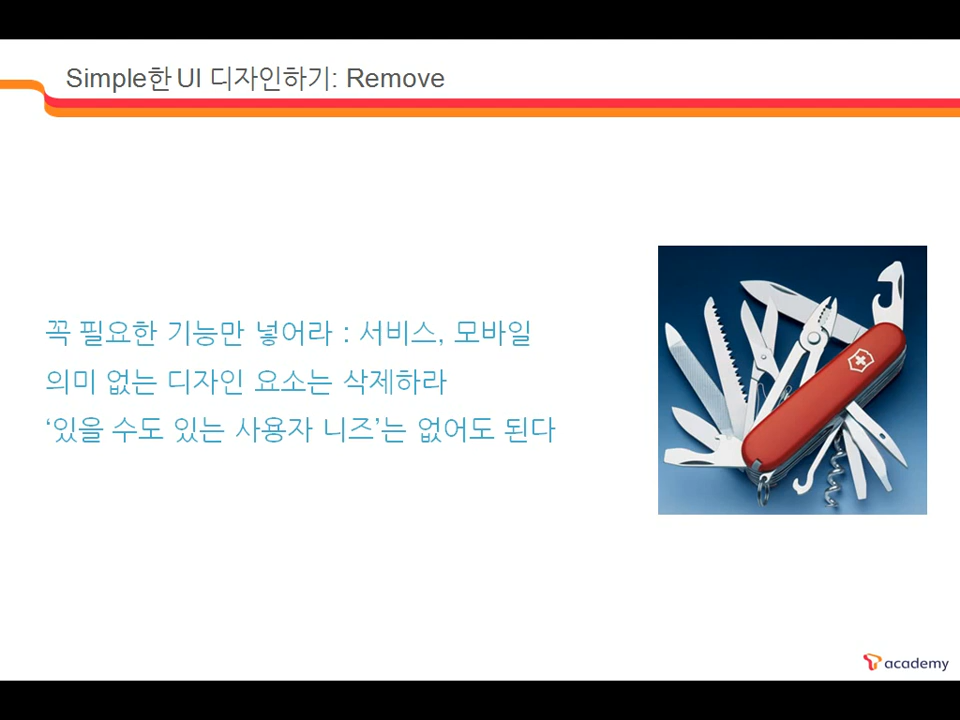 Simple한 UI 디자인하기: Remove
꼭 필요한 기능만 넣어라 : 서비스, 모바일
의미 없는 디자인 요소는 삭제하라
‘있을 수도 있는 사용자 니즈’는 없어도 된다
T academy